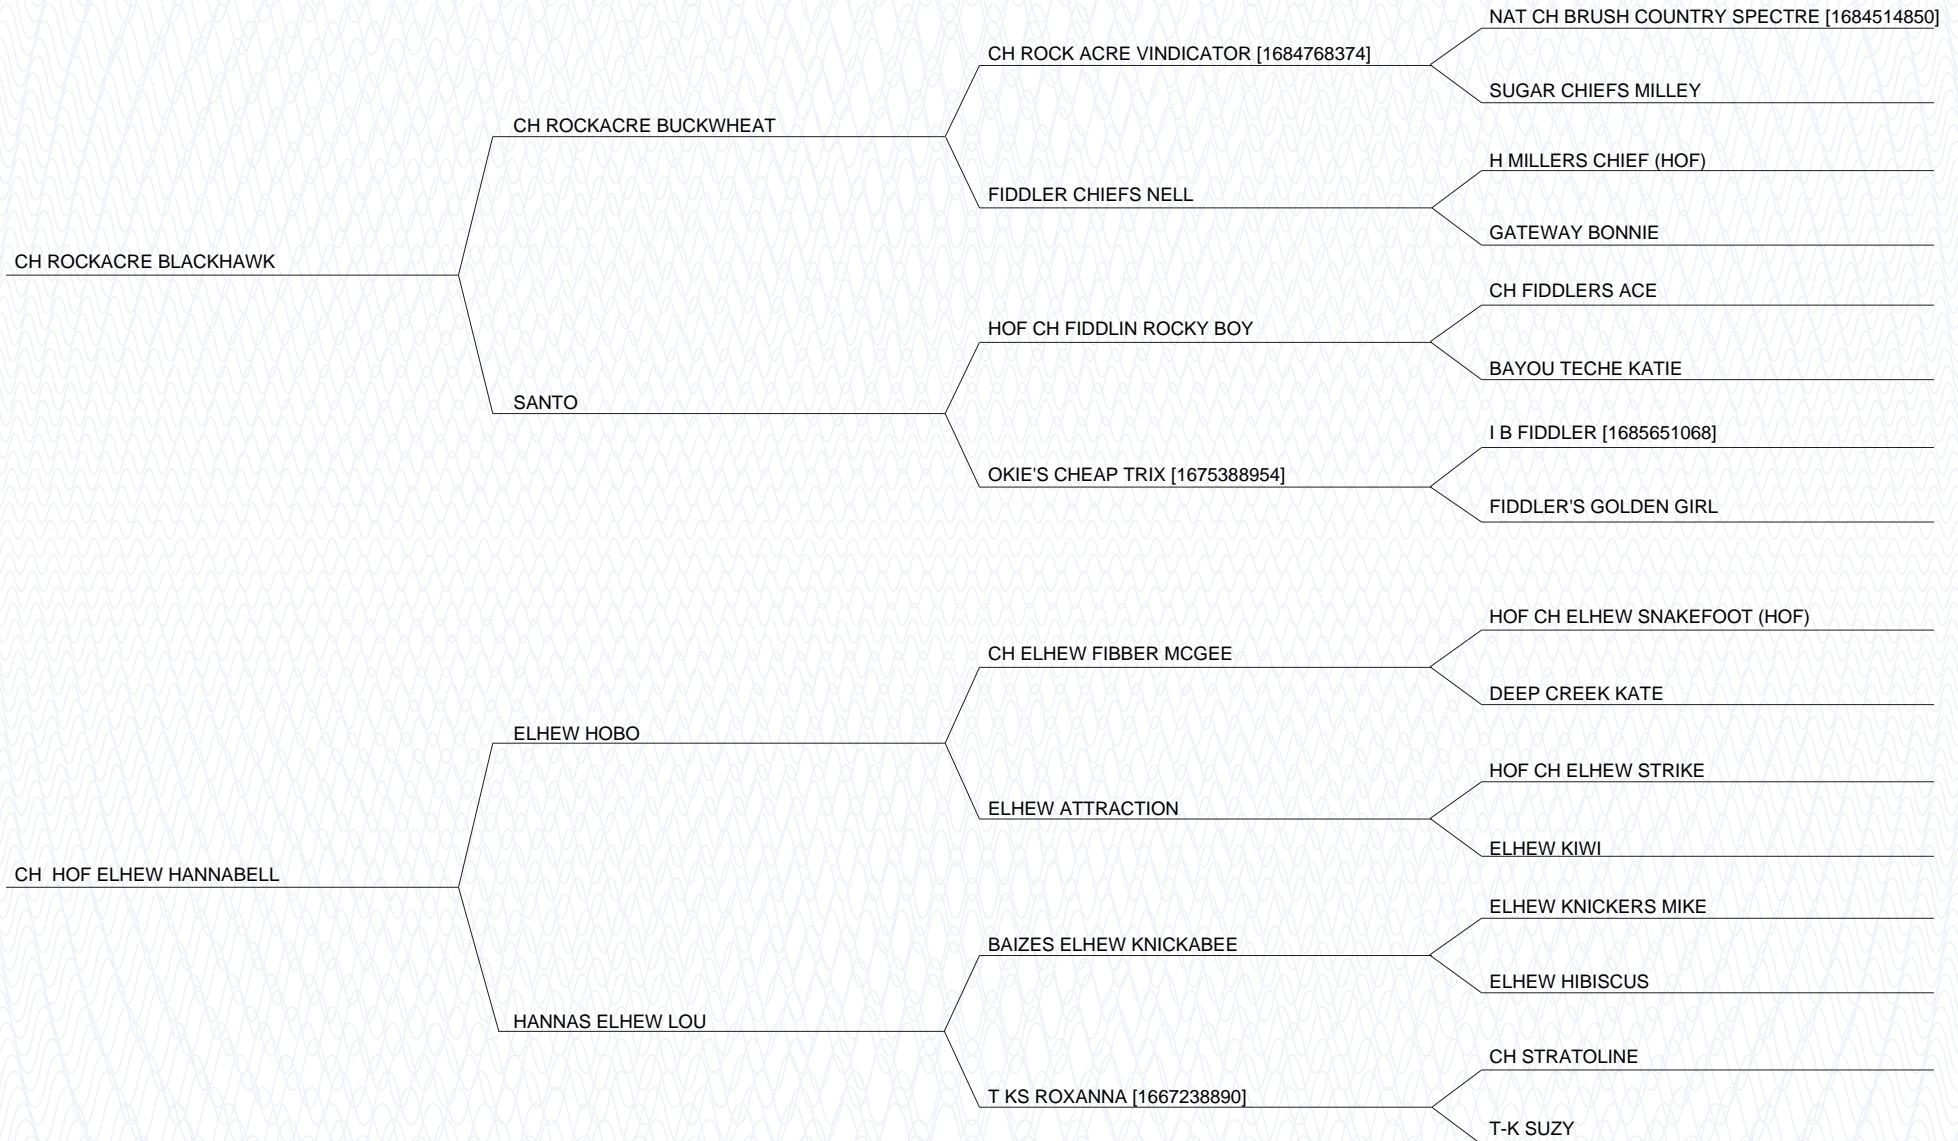 NAT CH BRUSH COUNTRY SPECTRE [1684514850]
CH ROCK ACRE VINDICATOR [1684768374]
SUGAR CHIEFS MILLEY
CH ROCKACRE BUCKWHEAT
H MILLERS CHIEF (HOF)
FIDDLER CHIEFS NELL
GATEWAY BONNIE
CH ROCKACRE BLACKHAWK
CH FIDDLERS ACE
HOF CH FIDDLIN ROCKY BOY
BAYOU TECHE KATIE
SANTO
I B FIDDLER [1685651068]
OKIE'S CHEAP TRIX [1675388954]
FIDDLER'S GOLDEN GIRL
HOF CH ELHEW SNAKEFOOT (HOF)
CH ELHEW FIBBER MCGEE
DEEP CREEK KATE
ELHEW HOBO
HOF CH ELHEW STRIKE
ELHEW ATTRACTION
ELHEW KIWI
CH  HOF ELHEW HANNABELL
ELHEW KNICKERS MIKE
BAIZES ELHEW KNICKABEE
ELHEW HIBISCUS
HANNAS ELHEW LOU
CH STRATOLINE
T KS ROXANNA [1667238890]
T-K SUZY